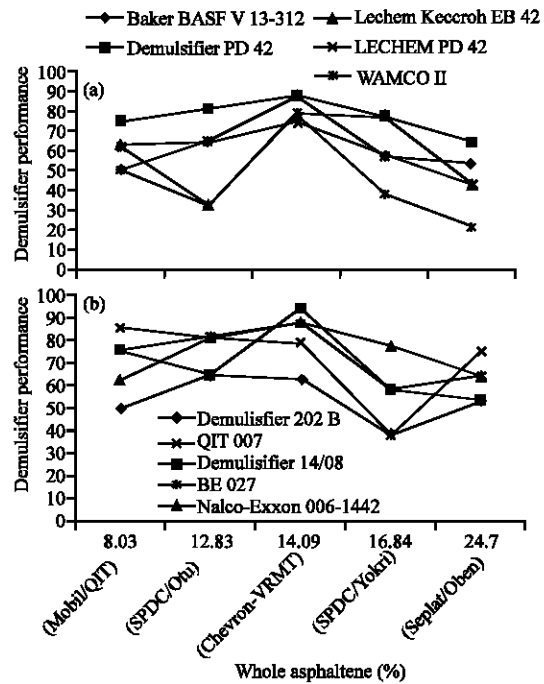 Baker BASF V 13-312
Lechem Keccroh EB 42
Demulsifier PD 42
LECHEM PD 42
WAMCO II
(a)
100
90
80
70
60
50
40
30
20
10
0
Demulsifier performance
(b)
100
90
80
70
60
50
40
30
20
10
0
Demulsifier performance
Demulisfier 202 B
QIT 007
Demulisifier 14/08
BE 027
Nalco-Exxon 006-1442
8.03
12.83
14.09
16.84
24.7
(Mobil/QIT)
(SPDC/Otu)
(Chevron-VRMT)
(SPDC/Yokri)
(Seplat/Oben)
Whole asphaltene (%)